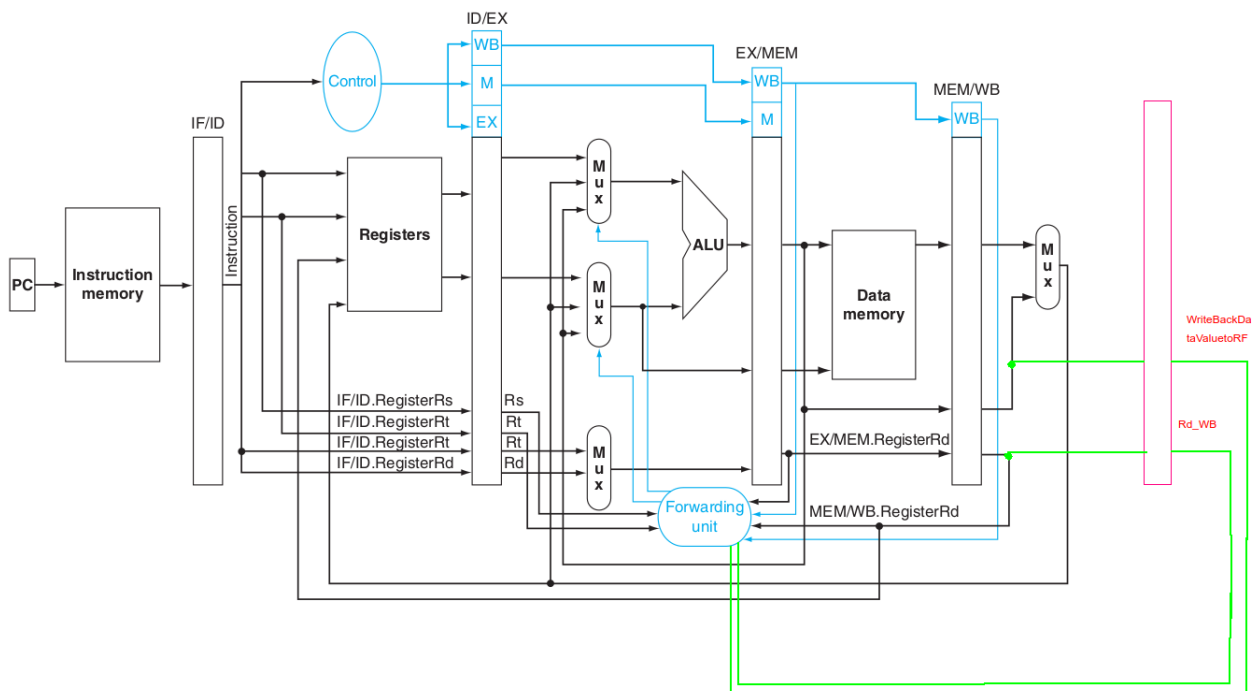 ID/EX
WB
M
EX
Control
EX/MEM
WB
M
MEM/WB
WB
IF/ID
PC
Instruction
memory
Instruction
Registers
M
u
x
M
u
x
M
u
x
ALU
Data
memory
M
u
x
WriteBackDa
taValuetoRF
Rd_WB
IF/ID.RegisterRs
IF/ID.RegisterRt
IF/ID.RegisterRt
IF/ID.RegisterRd
Rs
Rt
Rt
Rd
EX/MEM.RegisterRd
Forwarding
unit
MEM/WB.RegisterRd